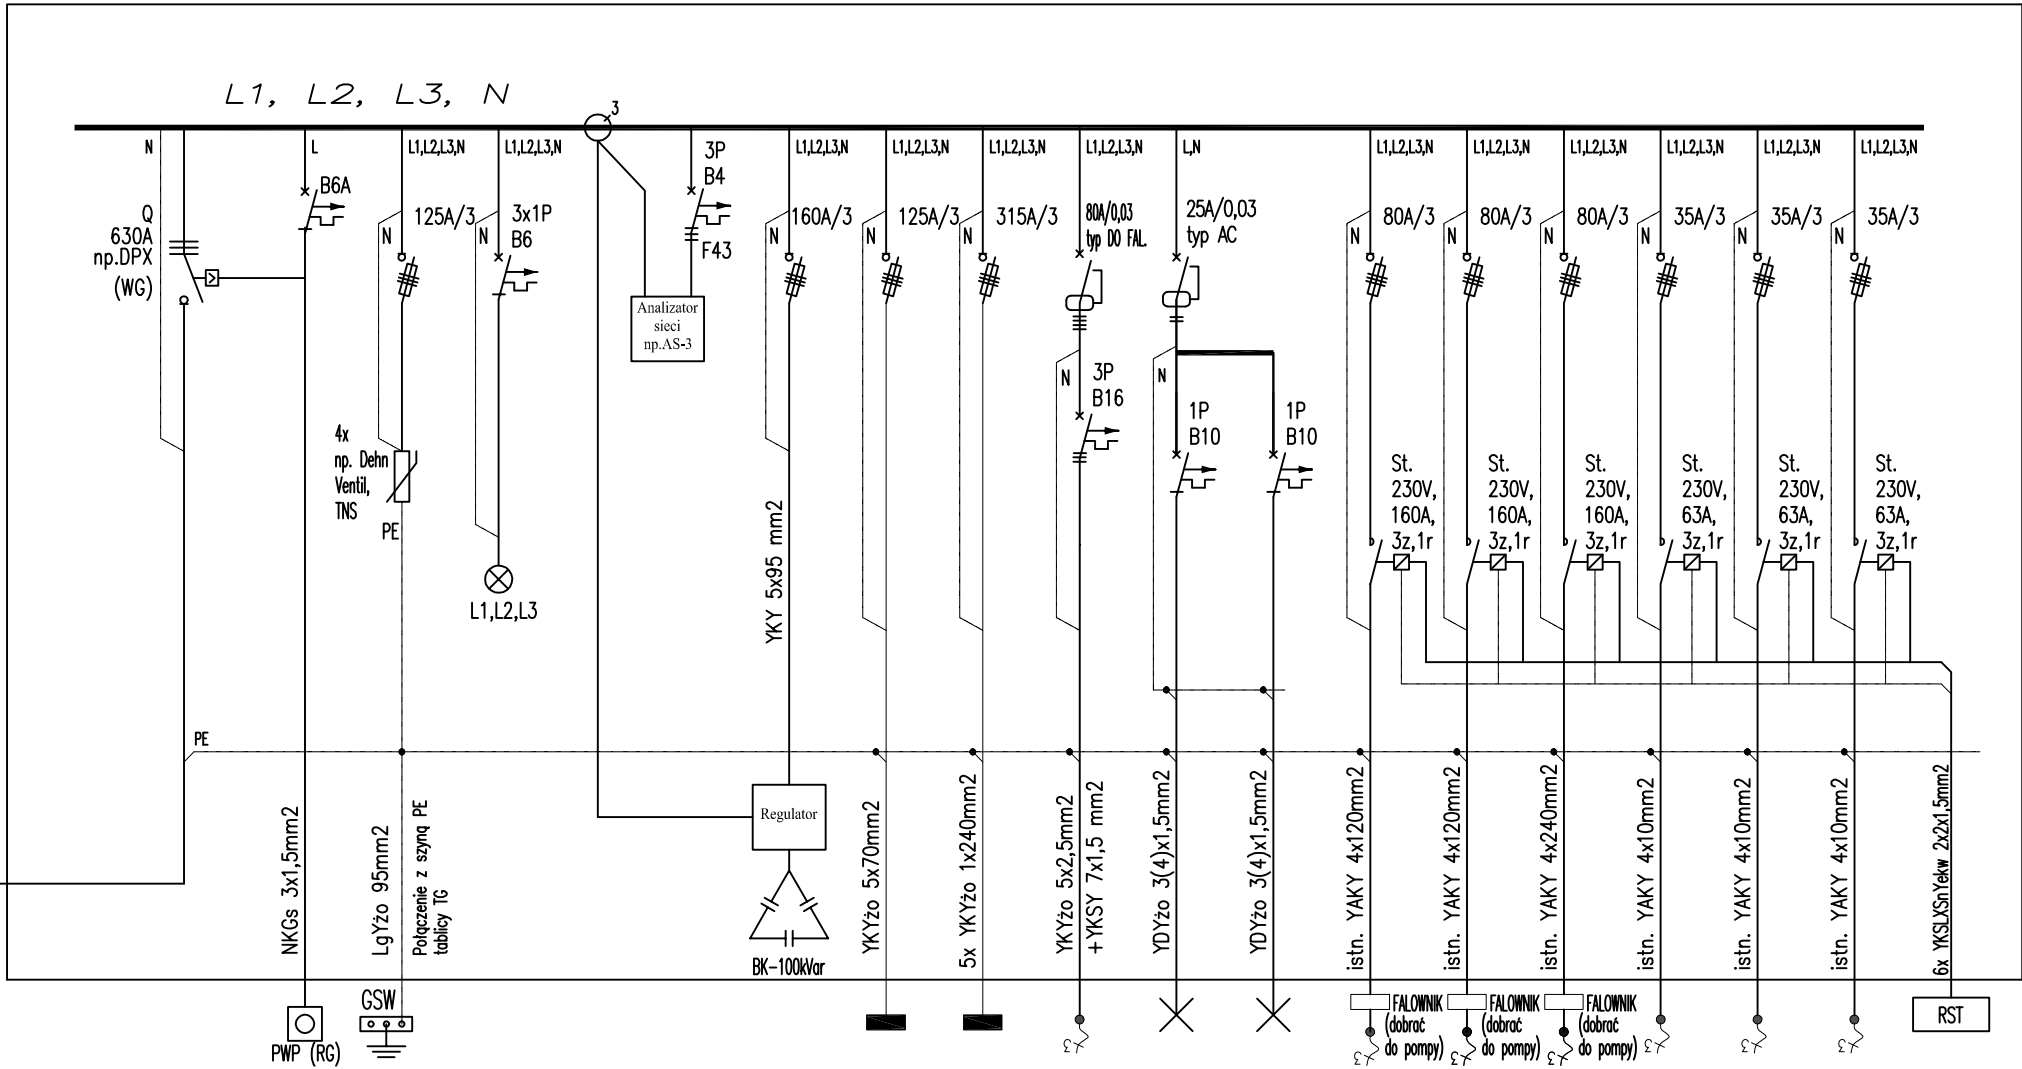 L1, L2, L3, N
3
N
L
L1,L2,L3,N
L1,L2,L3,N
L1,L2,L3,N
L1,L2,L3,N
L1,L2,L3,N
L1,L2,L3,N
L,N
L1,L2,L3,N
L1,L2,L3,N
L1,L2,L3,N
L1,L2,L3,N
L1,L2,L3,N
L1,L2,L3,N
Q
630A
np.DPX
(WG)
B6A
125A/3
N
3x1P
B6
N
3P
B4
F43
Analizator
sieci
np.AS-3
160A/3
N
125A/3
N
315A/3
N
80A/0,03
typ DO FAL.
25A/0,03
typ AC
80A/3
N
80A/3
N
80A/3
N
35A/3
N
35A/3
N
35A/3
N
N
3P
B16
N
1P
B10
1P
B10
4x
np. Dehn
Ventil,
TNS
PE
L1,L2,L3
St.
230V,
160A,
3z,1r
St.
230V,
160A,
3z,1r
St.
230V,
160A,
3z,1r
St.
230V,
63A,
3z,1r
St.
230V,
63A,
3z,1r
St.
230V,
63A,
3z,1r
YKY 5x95 mm2
PE
Regulator
BK-100kVar
NKGs 3x1,5mm2
LgYżo 95mm2
Połączenie z szyną PE
tablicy TG
YKYżo 5x70mm2
5x YKYżo 1x240mm2
YKYżo 5x2,5mm2
+YKSY 7x1,5 mm2
YDYżo 3(4)x1,5mm2
YDYżo 3(4)x1,5mm2
istn. YAKY 4x120mm2
istn. YAKY 4x120mm2
istn. YAKY 4x240mm2
istn. YAKY 4x10mm2
istn. YAKY 4x10mm2
istn. YAKY 4x10mm2
6x YKSLXSnYekw 2x2x1,5mm2
PWP (RG)
GSW
FALOWNIK
(dobrać
do pompy)
FALOWNIK
(dobrać
do pompy)
FALOWNIK
(dobrać
do pompy)
RST